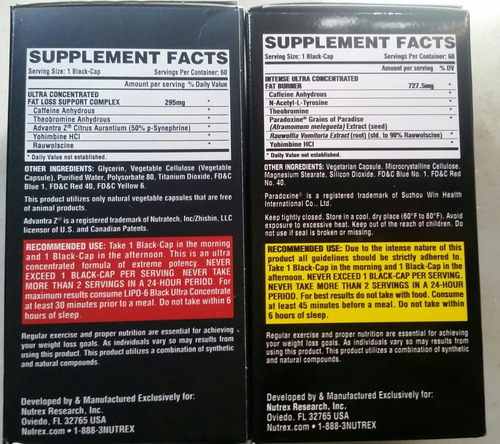 SUPPLEMENT FACTS
Serving Size: 1 Black-Cap Servings Per Container: 60
Amount per serving % Daily Value
ULTRA CONCENTRATED
FAT LOSS SUPPORT COMPLEX 295mg *
Caffeine Anhydrous *
Theobromine Anhydrous *
Advantra Z® Citrus Aurantium (50% p-Synephrine) *
Yohimbine HCl *
Rauwolscine *
* Daily Value not established.
OTHER INGREDIENTS: Glycerin, Vegetable Cellulose (Vegetable
Capsule), Purified Water, Polysorbate 80, Titanium Dioxide, FD&C
Blue 1, FD&C Red 40, FD&C Yellow 6.
This product utilizes only natural vegetable capsules that are free
of animal products.
Advantra Z® is a registered trademark of Nutratech, Inc/Zhishin, LLC
licensor of U.S. and Canadian Patents.
RECOMMENDED USE: Take 1 Black-Cap in the morning
and 1 Black-Cap in the afternoon. This is an ultra
concentrated formula of extreme potency. NEVER
EXCEED 1 BLACK-CAP PER SERVING. NEVER TAKE
MORE THAN 2 SERVINGS IN A 24-HOUR PERIOD. For
maximum results consume LIPO-6 Black Ultra Concentrate
at least 30 minutes prior to a meal. Do not take within 6
hours of sleep.
Regular exercise and proper nutrition are essential for achieving
your weight loss goals. As individuals vary so may results from
using this product. This product utilizes a combination of synthetic
and natural compounds.
Developed by & Manufactured Exclusively for:
Nutrex Research, Inc.
Oviedo, FL 32765 USA
Nutrex.com • 1-888-3NUTREX
SUPPLEMENT FACTS
Serving Size: 1 Black-Cap Servings Per Container: 60
Amount per serving % DV
INTENSE ULTRA CONCENTRATED
FAT BURNER 727.5mg *
Caffeine Anhydrous *
N-Acetyl-L-Tyrosine *
Theobromine *
Paradoxine® Grains of Paradise *
(Aframomum melegueta) Extract (seed)
Rauwolfia Vomitoria Extract (root) (std. to 90% Rauwolscine) *
Yohimbine HCl *
*Daily Value not established.
OTHER INGREDIENTS: Vegetarian Capsule, Microcrystalline Cellulose,
Magnesium Stearate, Silicon Dioxide, FD&C Blue No. 1, FD&C Red
No. 40.
Paradoxine® is a registered trademark of Suzhou Win Health
International Co., Ltd.
Keep tightly closed. Store in a cool, dry place (60°F to 80°F). Avoid
exposure to excessive heat. Keep out of the reach of children. Do
not use if seal is broken or missing.
RECOMMENDED USE: Due to the intense nature of this
product all guidelines should be strictly adhered to.
Take 1 Black-Cap in the morning and 1 Black-Cap in the
afternoon. NEVER EXCEED 1 BLACK-CAP PER SERVING.
NEVER TAKE MORE THAN 2 SERVINGS IN A 24-HOUR
PERIOD. For best results do not take with food. Consume
at least 45 minutes before a meal. Do not take within
6 hours of sleep.
Regular exercise and proper nutrition are essential for achieving
your weight loss goals. As individuals vary so may results from
using this product. This product utilizes a combination of synthetic
and natural compounds.
Developed by & Manufactured Exclusively for:
Nutrex Research, Inc.
Oviedo, FL 32765 USA
Nutrex.com • 1-888-3NUTREX